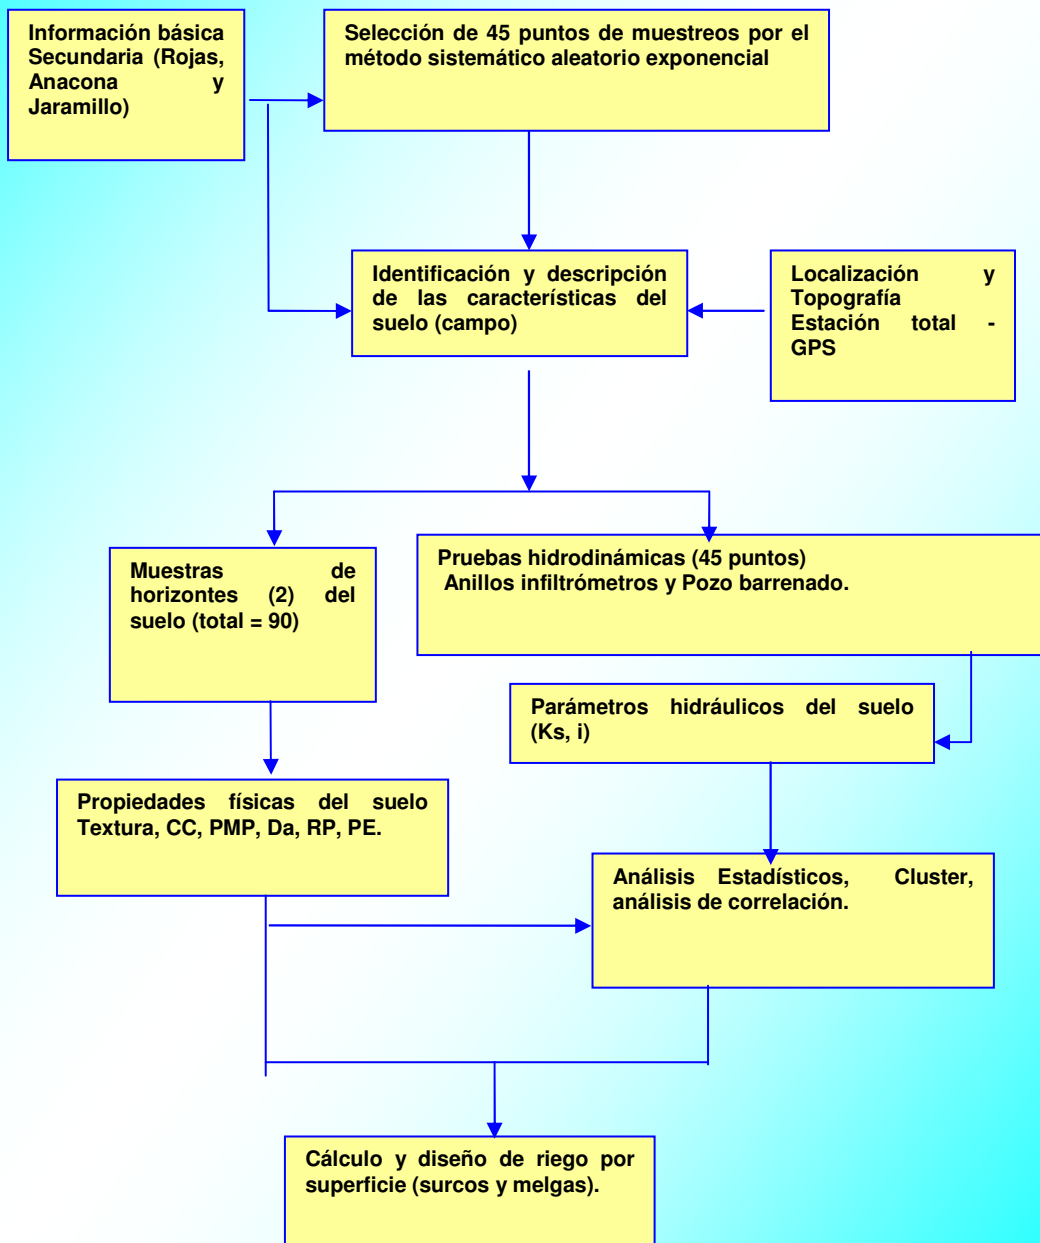 Información básica
Secundaria (Rojas,
Anacona y
Jaramillo)
Selección de 45 puntos de muestreos por el
método sistemático aleatorio exponencial
Identificación y descripción
de las características del
suelo (campo)
Localización y
Topografía
Estación total -
GPS
Muestras de
horizontes (2) del
suelo (total = 90)
Pruebas hidrodinámicas (45 puntos)
Anillos infiltrómetros y Pozo barrenado.
Parámetros hidráulicos del suelo
(Ks, i)
Propiedades físicas del suelo
Textura, CC, PMP, Da, RP, PE.
Análisis Estadísticos, Cluster,
análisis de correlación.
Cálculo y diseño de riego por
superficie (surcos y melgas).